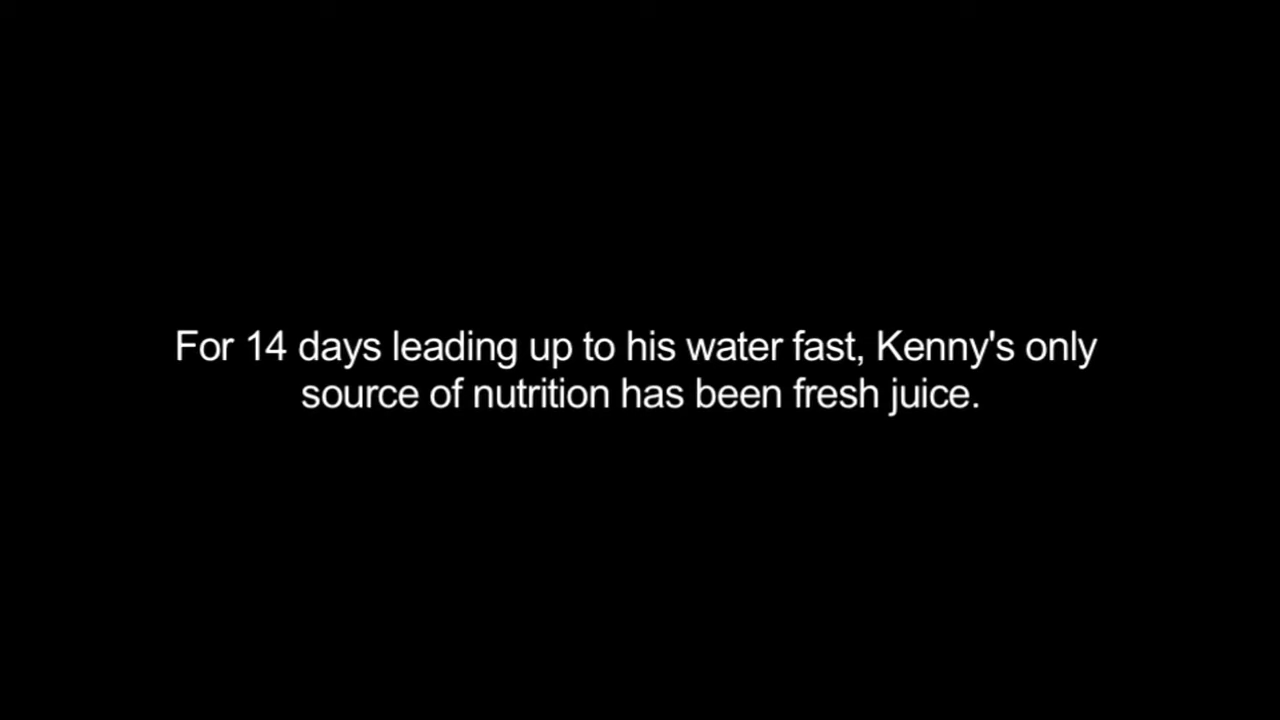 For 14 days leading up to his water fast, Kenny's only
source of nutrition has been fresh juice.